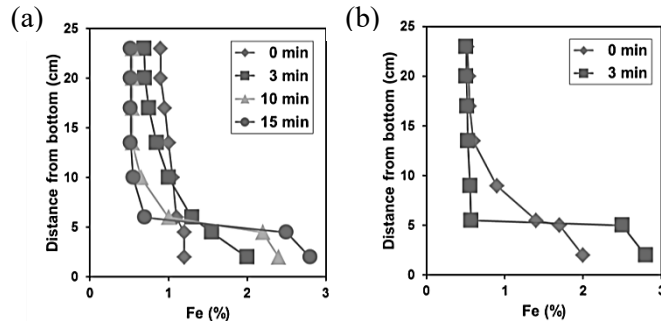 (a)
25
20
15
10
5
0
Distance from bottom (cm)
0 min
3 min
10 min
15 min
0 1 2 3
Fe (%)
(b)
25
20
15
10
5
0
Distance from bottom (cm)
0 min
3 min
0 1 2 3
Fe (%)